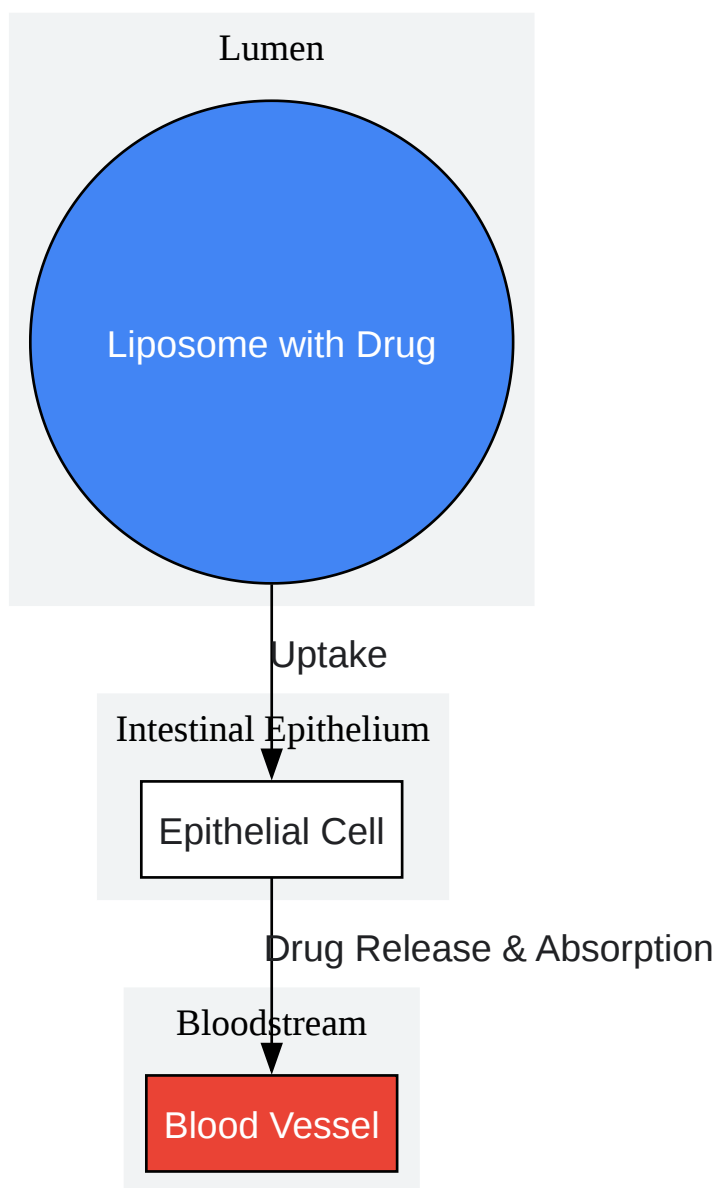 Lumen
Liposome with Drug
Uptake
Intestinal Epithelium
Epithelial Cell
Drug Release & Absorption
Bloodstream
Blood Vessel